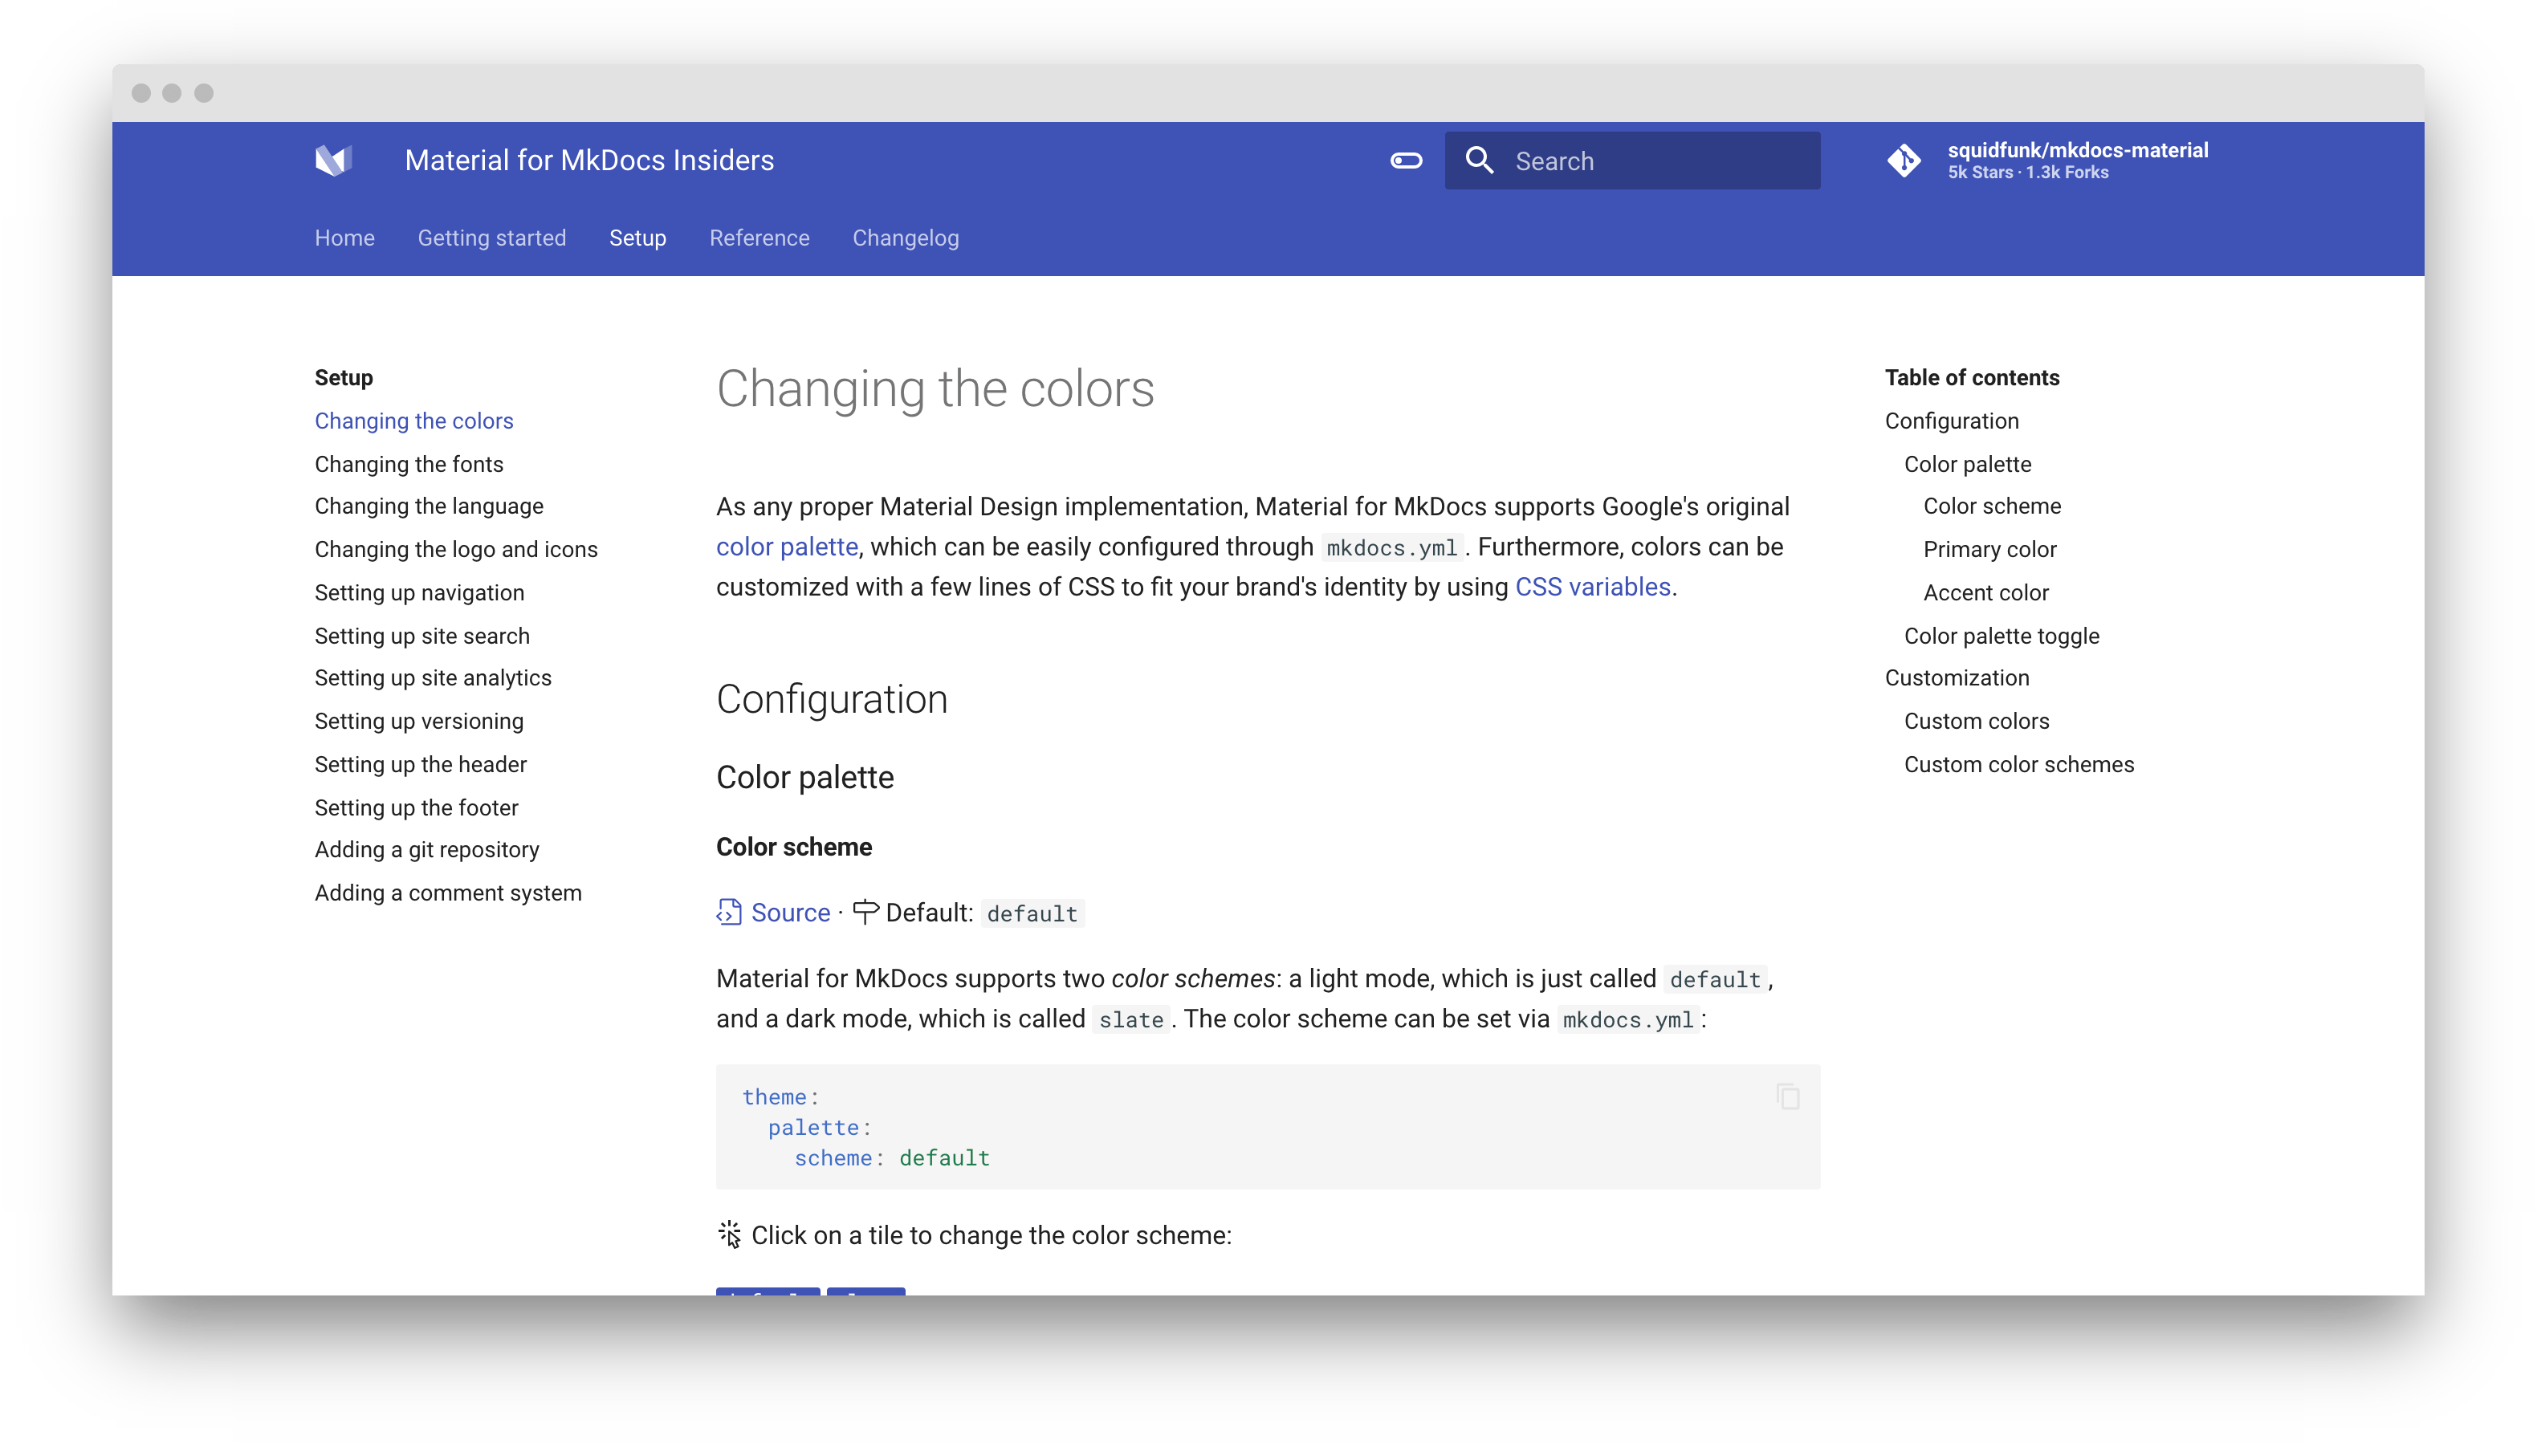 Material for MkDocs Insiders
Search
squidfunk/mkdocs-material
5k Stars · 1.3k Forks
Home
Getting started
Setup
Reference
Changelog
Setup
Changing the colors
Changing the fonts
Changing the language
Changing the logo and icons
Setting up navigation
Setting up site search
Setting up site analytics
Setting up versioning
Setting up the header
Setting up the footer
Adding a git repository
Adding a comment system
Changing the colors
As any proper Material Design implementation, Material for MkDocs supports Google's original
color palette, which can be easily configured through mkdocs.yml. Furthermore, colors can be
customized with a few lines of CSS to fit your brand's identity by using CSS variables.
Configuration
Color palette
Color scheme
Source · Default: default
Material for MkDocs supports two color schemes: a light mode, which is just called default,
and a dark mode, which is called slate. The color scheme can be set via mkdocs.yml:
theme:
  palette:
    scheme: default
Click on a tile to change the color scheme:
Table of contents
Configuration
Color palette
Color scheme
Primary color
Accent color
Color palette toggle
Customization
Custom colors
Custom color schemes